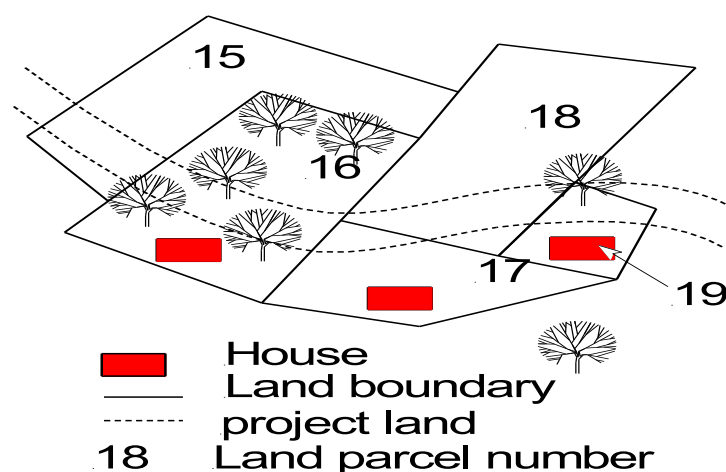 15
18
16
17
19
House
Land boundary
project land
18 Land parcel number